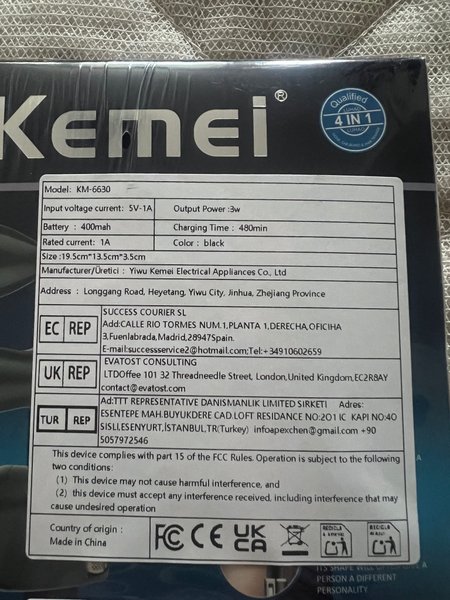 Kemei®
Qualified
4 IN 1
Model: KM-6630
Input voltage current: 5V-1A Output Power :3w
Battery : 400mah Charging Time : 480min
Rated current: 1A Color : black
Size :19.5cm*13.5cm*3.5cm
Manufacturer/Üretici : Yiwu Kemei Electrical Appliances Co., Ltd
Address : Longgang Road, Heyetang, Yiwu City, Jinhua, Zhejiang Province
EC REP
SUCCESS COURIER SL
Add:CALLE RIO TORMES NUM.1,PLANTA 1,DERECHA,OFICIHA
3,Fuenlabrada,Madrid,28947Spain.
E-mail:successservice2@hotmail.com;Tel:+34910602659
UK REP
EVATOST CONSULTING
LTDOffee 101 32 Threadneedle Street, London,United Kingdom,EC2R8AY
contact@evatost.com
TUR REP
Ad:TTT REPRESENTATIVE DANISMANLIK LIMITED SIRKETI Adres:
ESENTEPE MAH.BUYUKDERE CAD.LOFT RESIDANCE NO:201 IC KAPI NO:40
SISLI,ESENYURT,İSTANBUL,TR(Turkey) infoapexchen@gmail.com +90
5057972546
This device complies with part 15 of the FCC Rules. Operation is subject to the following
two conditions:
(1) This device may not cause harmful interference, and
(2) this device must accept any interference received, including interference that may
cause undesired operation
Country of origin :
Made in China
FC CE UK
CA
RECICLA RECICLA
ITS SHAPE WILL GIVE A
PERSON A DIFFERENT
PERSONALITY